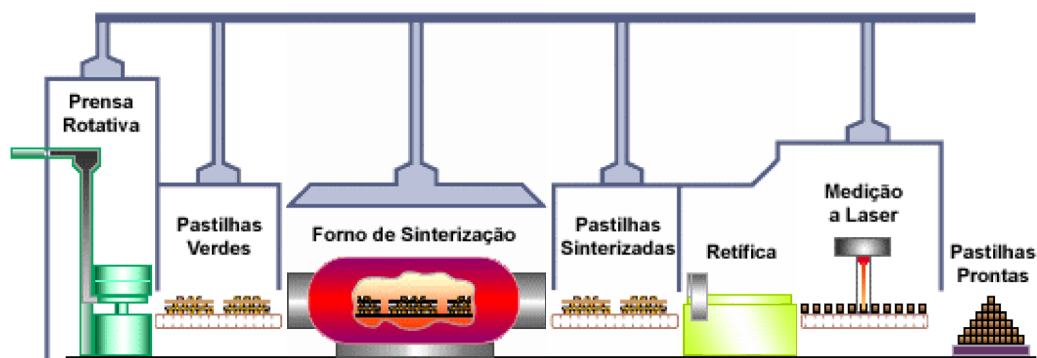 Prensa
Rotativa
Pastilhas
Verdes
Forno de Sinterização
Pastilhas
Sinterizadas
Retífica
Medição
a Laser
Pastilhas
Prontas